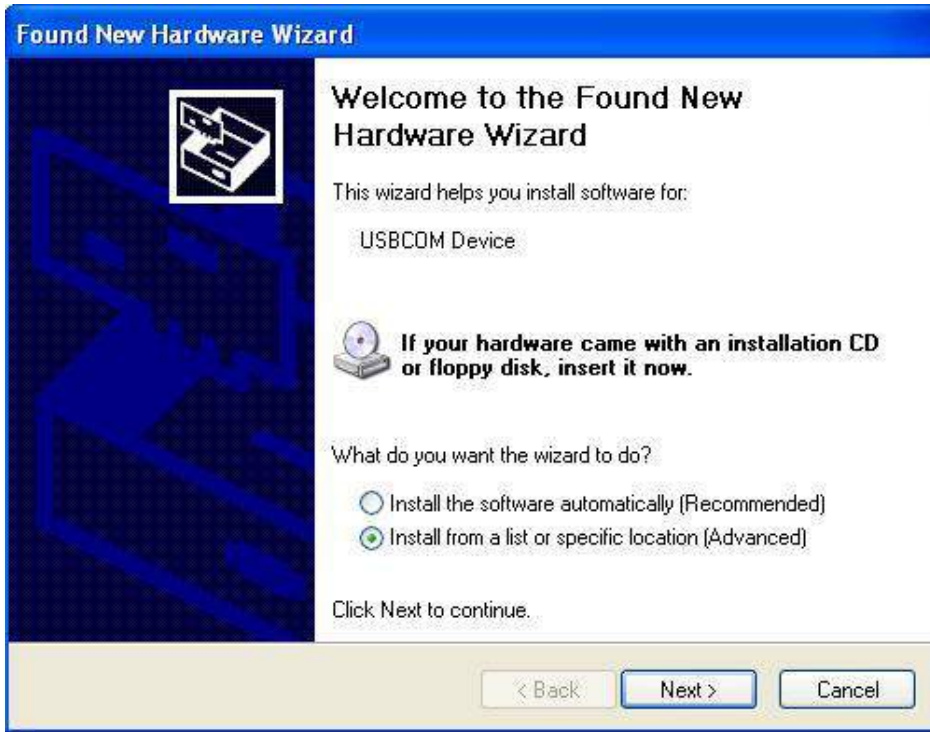 Found New Hardware Wizard
Welcome to the Found New
Hardware Wizard
This wizard helps you install software for:
USBCOM Device
If your hardware came with an installation CD
or floppy disk, insert it now.
What do you want the wizard to do?
Install the software automatically (Recommended)
Install from a list or specific location (Advanced)
Click Next to continue.
< Back Next > Cancel